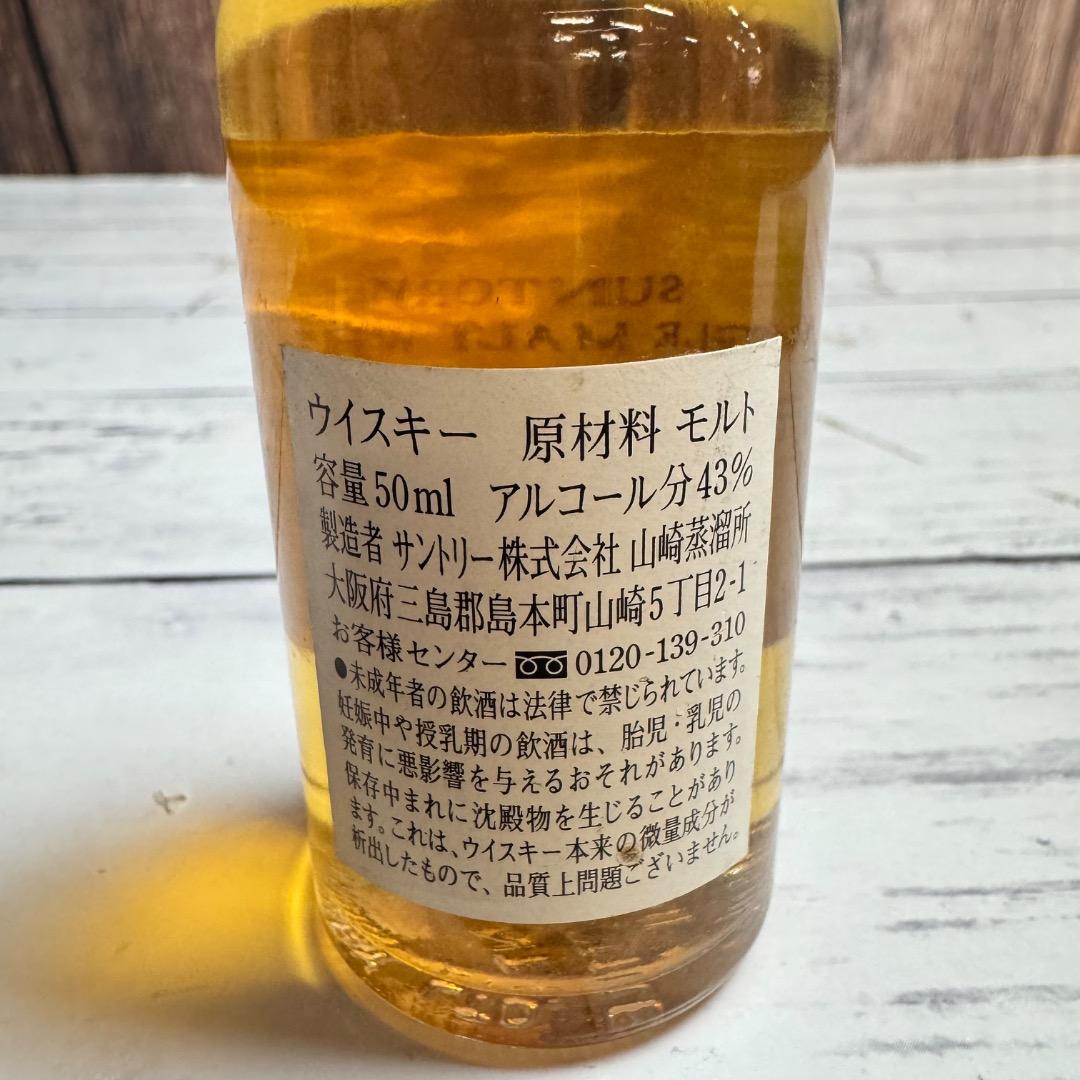 SUNTORY
ウイスキー 原材料 モルト
容量50ml アルコール分43%
製造者 サントリー株式会社 山崎蒸溜所
大阪府三島郡島本町山崎5丁目2-1
お客様センター 0120-139-310
●未成年者の飲酒は法律で禁じられています。
妊娠中や授乳期の飲酒は、胎児・乳児の
発育に悪影響を与えるおそれがあります。
保存中まれに沈殿物を生じることがあり
ます。これは、ウイスキー本来の微量成分が
析出したもので、品質上問題ございません。